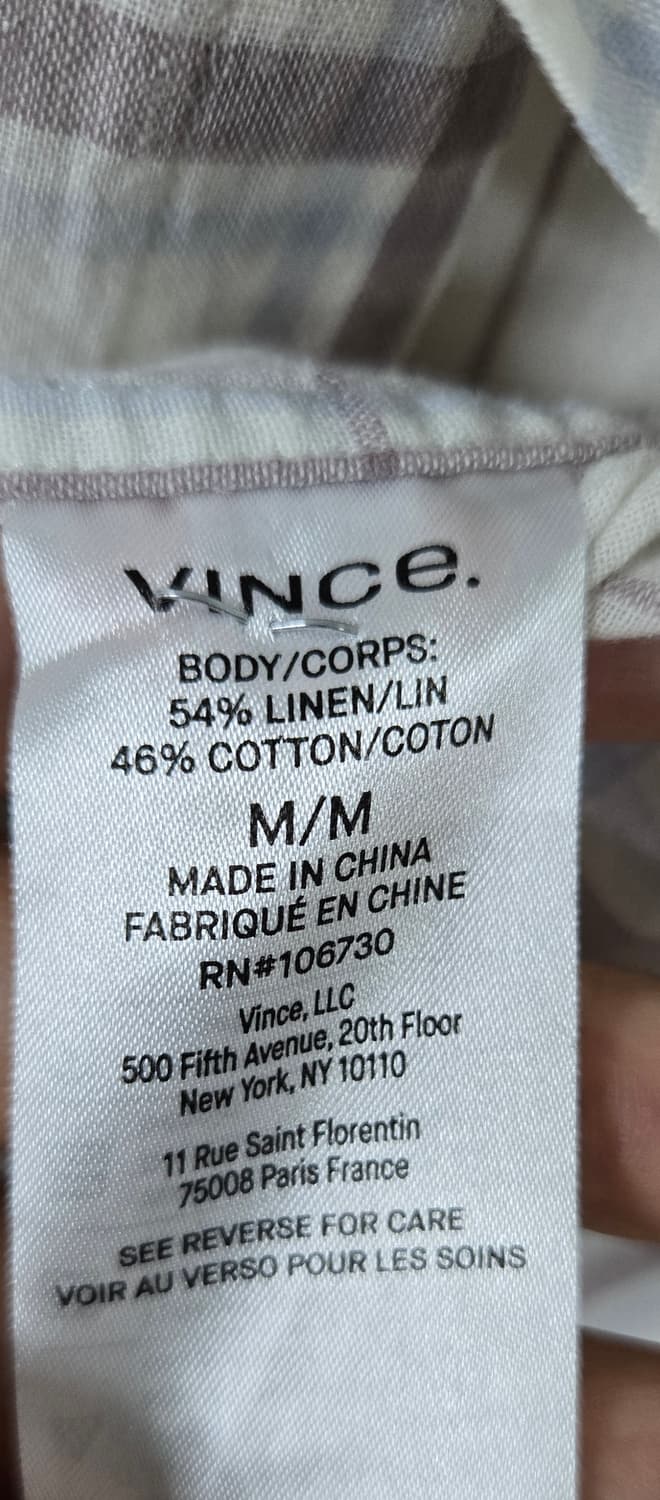 VINCE.
BODY/CORPS:
54% LINEN/LIN
46% COTTON/COTON
M/M
MADE IN CHINA
FABRIQUÉ EN CHINE
RN#106730
Vince, LLC
500 Fifth Avenue, 20th Floor
New York, NY 10110
11 Rue Saint Florentin
75008 Paris France
SEE REVERSE FOR CARE
VOIR AU VERSO POUR LES SOINS